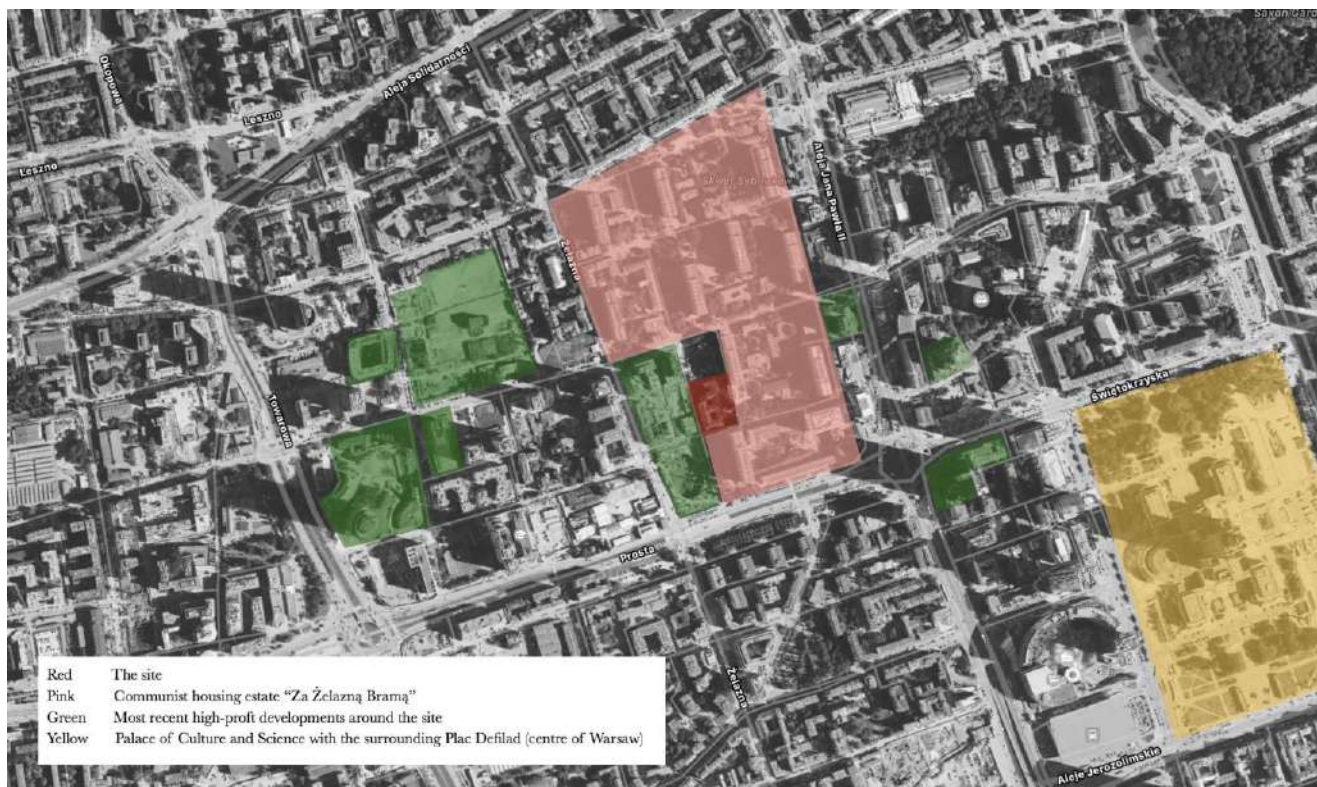 Saxon Gard
Okopowa
Aleja Solidarności
Leszno
Leszno
Aleja Jana Pawła II
Żelazna
Świętokrzyska
Towarowa
Prosta
Żelazna
Aleje Jerozolimskie
Red The site
Pink Communist housing estate “Za Żelazną Bramą”
Green Most recent high-proft developments around the site
Yellow Palace of Culture and Science with the surrounding Plac Defilad (centre of Warsaw)